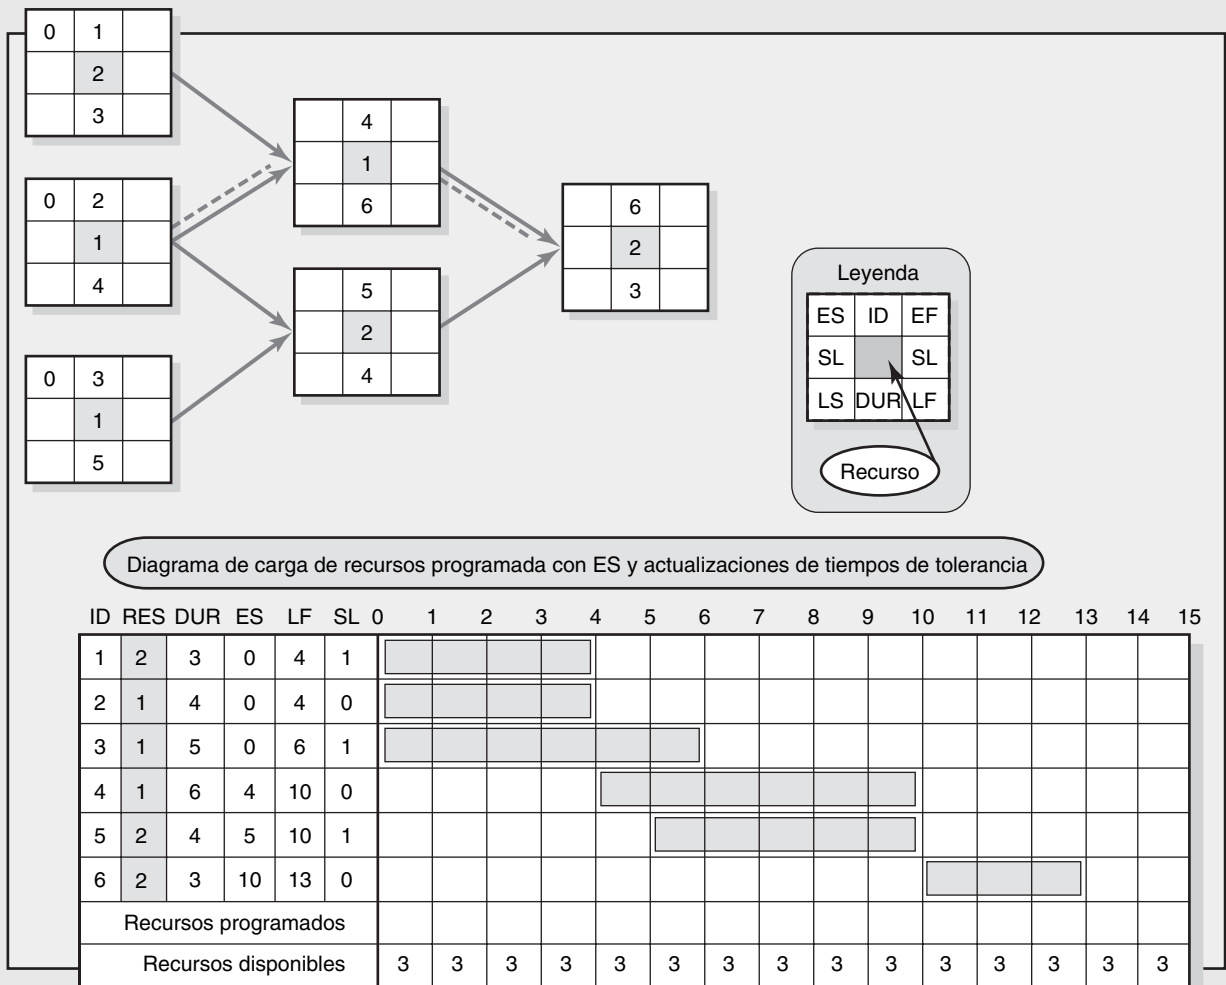 0 1
2
3
4
1
6
0 2
1
4
6
2
3
5
2
4
0 3
1
5
Leyenda
ES ID EF
SL SL
LS DUR LF
Recurso
Diagrama de carga de recursos programada con ES y actualizaciones de tiempos de tolerancia
ID RES DUR ES LF SL 0 1 2 3 4 5 6 7 8 9 10 11 12 13 14 15
1 2 3 0 4 1
2 1 4 0 4 0
3 1 5 0 6 1
4 1 6 4 10 0
5 2 4 5 10 1
6 2 3 10 13 0
Recursos programados
Recursos disponibles 3 3 3 3 3 3 3 3 3 3 3 3 3 3 3